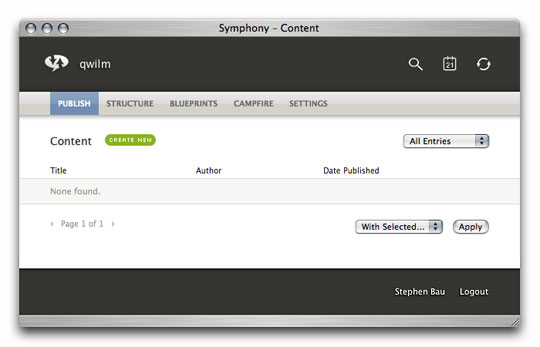 Symphony – Content
qwilm
21
PUBLISH STRUCTURE BLUEPRINTS CAMPFIRE SETTINGS
Content CREATE NEW All Entries
Title Author Date Published
None found.
Page 1 of 1 With Selected... Apply
Stephen Bau Logout